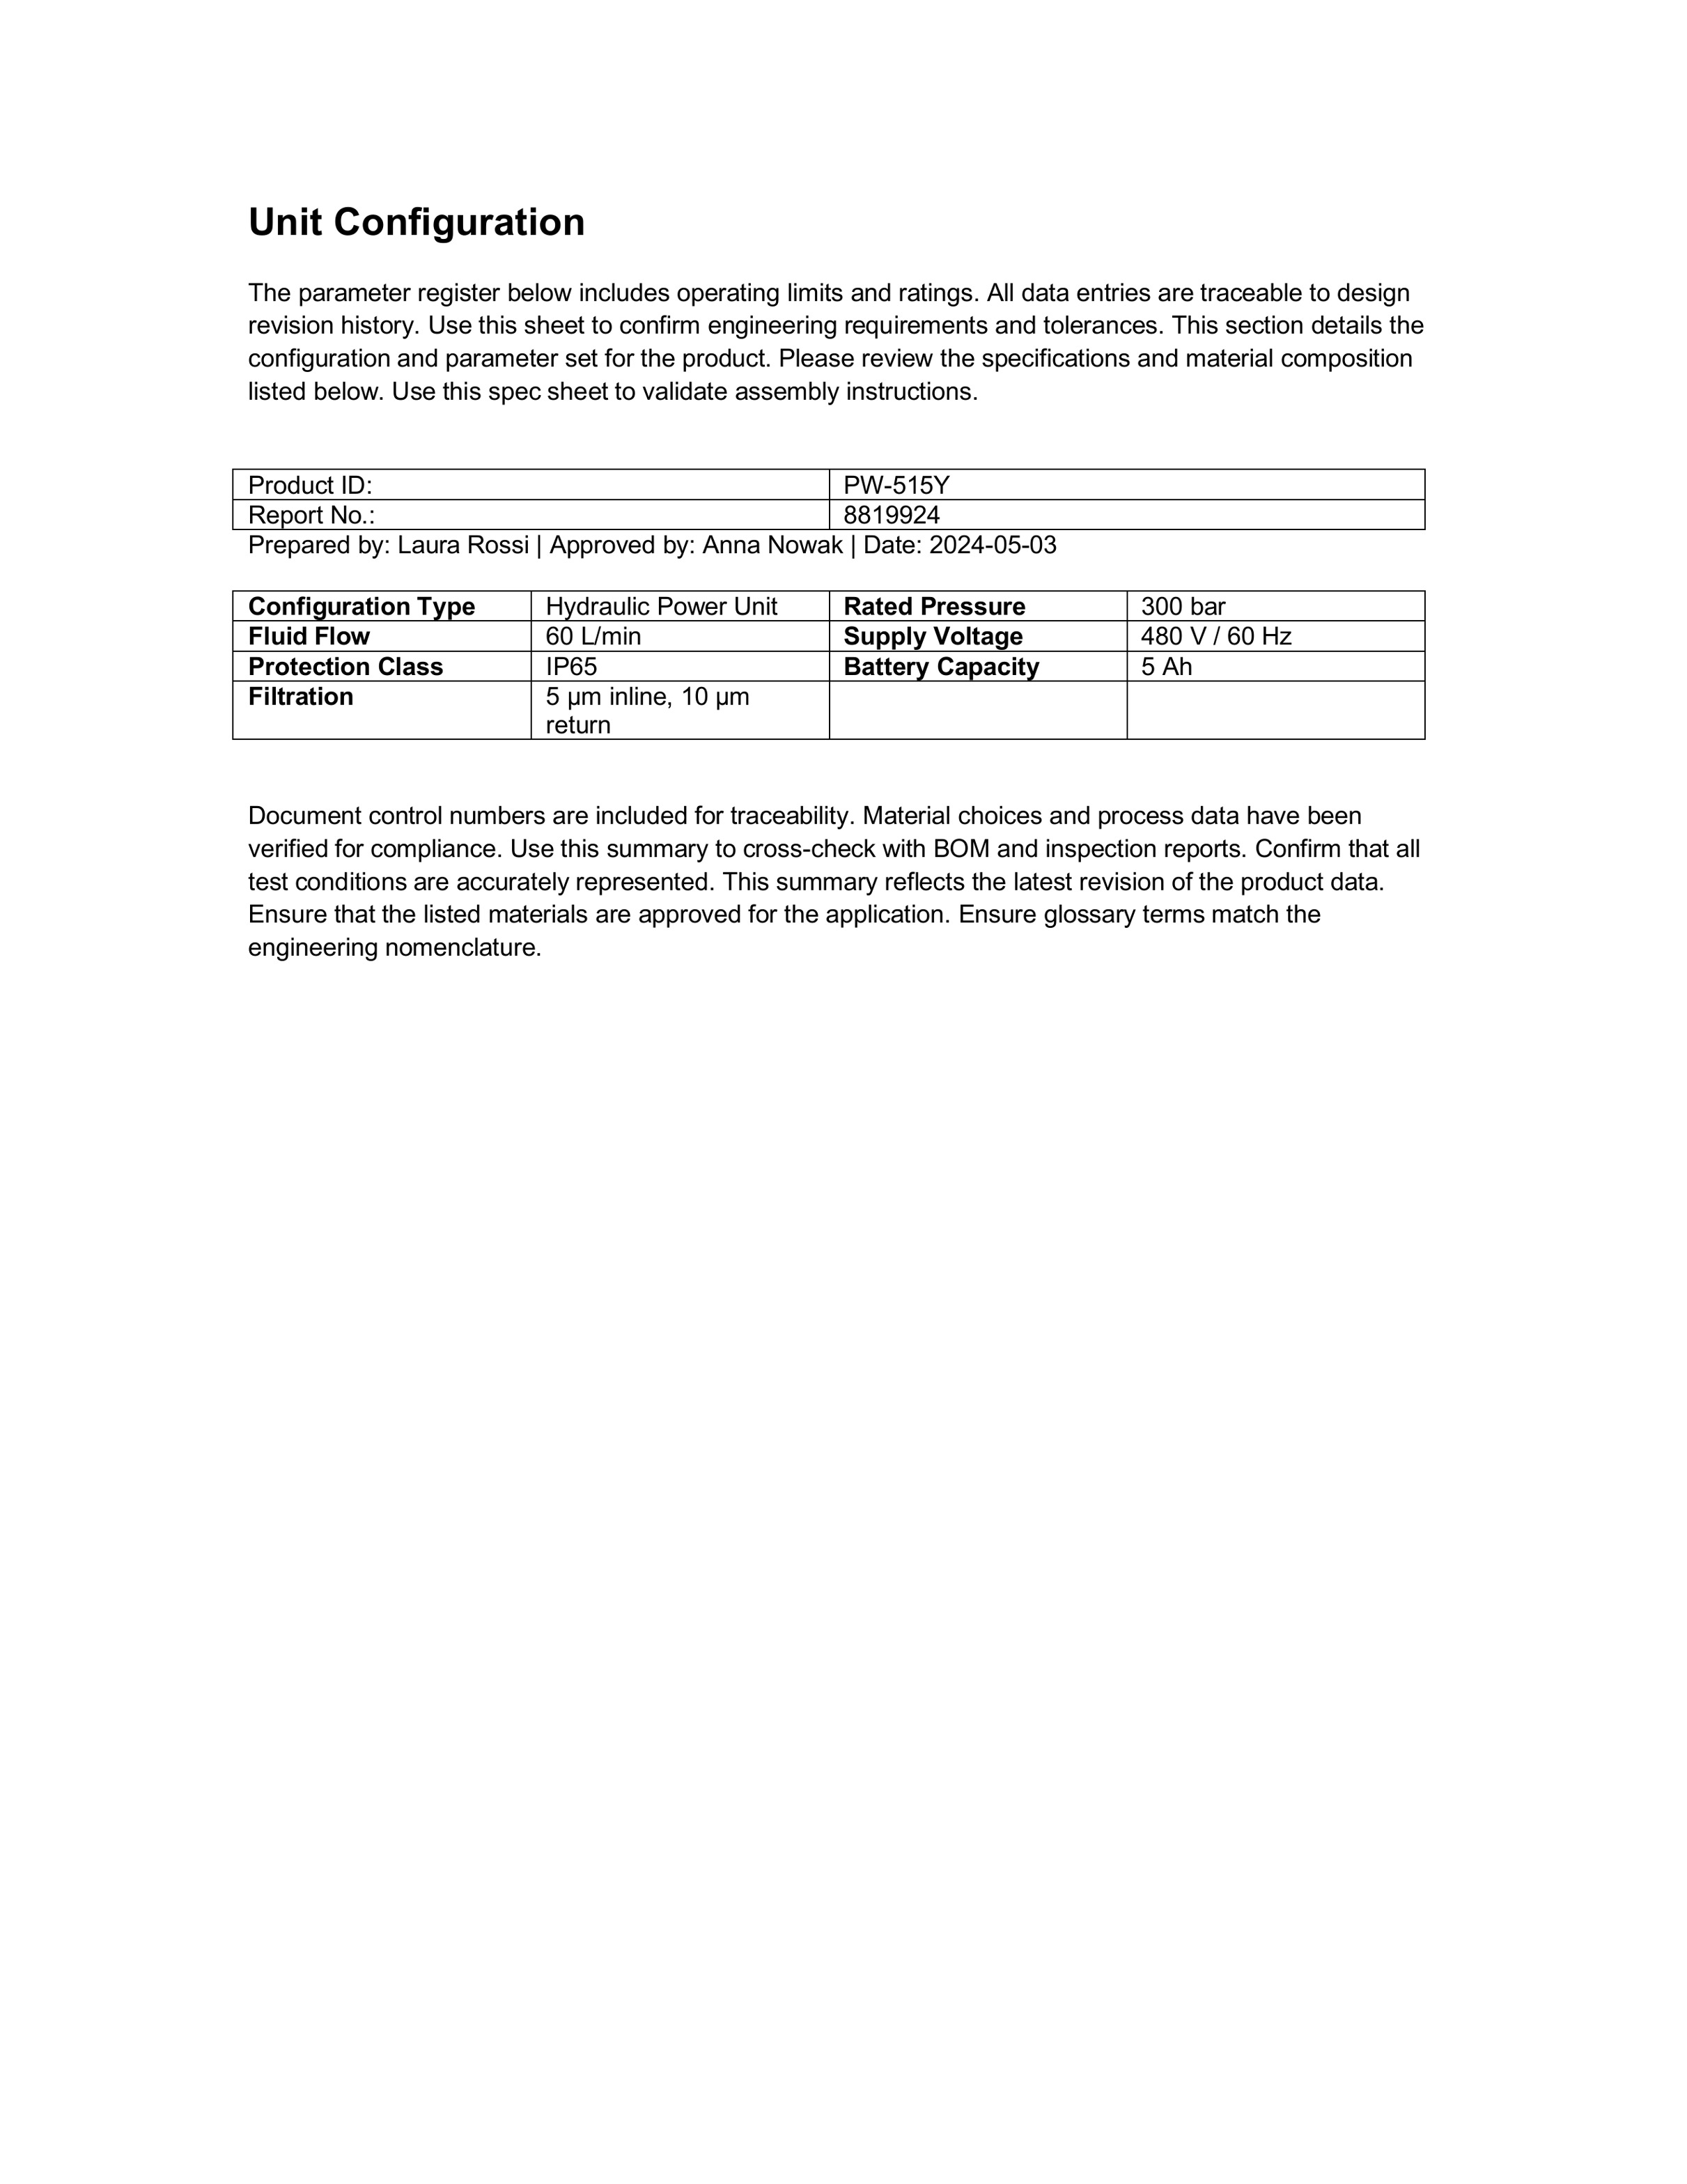 Unit Configuration
The parameter register below includes operating limits and ratings. All data entries are traceable to design
revision history. Use this sheet to confirm engineering requirements and tolerances. This section details the
configuration and parameter set for the product. Please review the specifications and material composition
listed below. Use this spec sheet to validate assembly instructions.
Product ID: PW-515Y
Report No.: 8819924
Prepared by: Laura Rossi | Approved by: Anna Nowak | Date: 2024-05-03
Configuration Type Hydraulic Power Unit Rated Pressure 300 bar
Fluid Flow 60 L/min Supply Voltage 480 V / 60 Hz
Protection Class IP65 Battery Capacity 5 Ah
Filtration 5 µm inline, 10 µm
return
Document control numbers are included for traceability. Material choices and process data have been
verified for compliance. Use this summary to cross-check with BOM and inspection reports. Confirm that all
test conditions are accurately represented. This summary reflects the latest revision of the product data.
Ensure that the listed materials are approved for the application. Ensure glossary terms match the
engineering nomenclature.